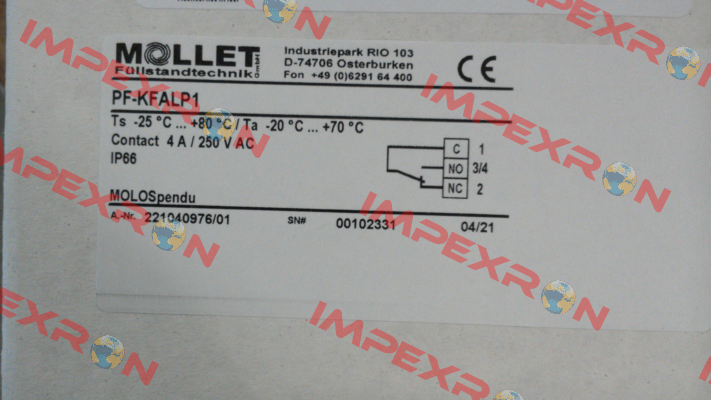 MOLLET
GmbH
Füllstandtechnik
Industriepark RIO 103
D-74706 Osterburken
Fon +49 (0)6291 64 400
CE
PF-KFALP1
Ts -25 °C ... +80 °C / Ta -20 °C ... +70 °C
Contact 4 A / 250 V AC
IP66
C 1
NO 3/4
NC 2
MOLOSpendu
A.-Nr. 221040976/01 SN# 00102331 04/21
IMPEXRON
IMPEXRON
IMPEXRON
IMPEXRON
IMPEXRON